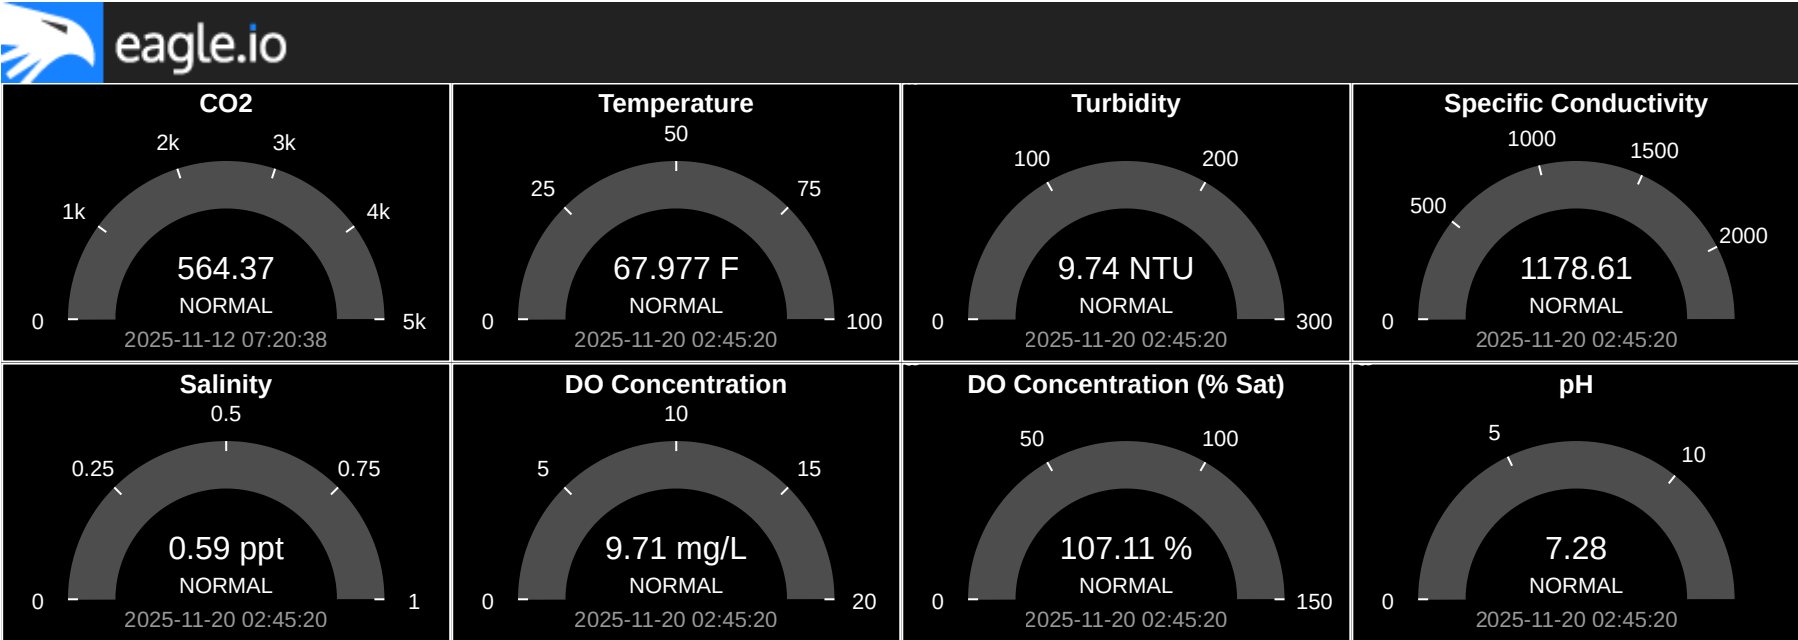 eagle.io
CO2
2k 3k
1k 4k
564.37
NORMAL
0 5k
2025-11-12 07:20:38
Temperature
50
25 75
67.977 F
NORMAL
0 100
2025-11-20 02:45:20
Turbidity
100 200
9.74 NTU
NORMAL
0 300
2025-11-20 02:45:20
Specific Conductivity
1000 1500
500 2000
1178.61
NORMAL
0
2025-11-20 02:45:20
Salinity
0.5
0.25 0.75
0.59 ppt
NORMAL
0 1
2025-11-20 02:45:20
DO Concentration
10
5 15
9.71 mg/L
NORMAL
0 20
2025-11-20 02:45:20
DO Concentration (% Sat)
50 100
107.11 %
NORMAL
0 150
2025-11-20 02:45:20
pH
5 10
7.28
NORMAL
0
2025-11-20 02:45:20